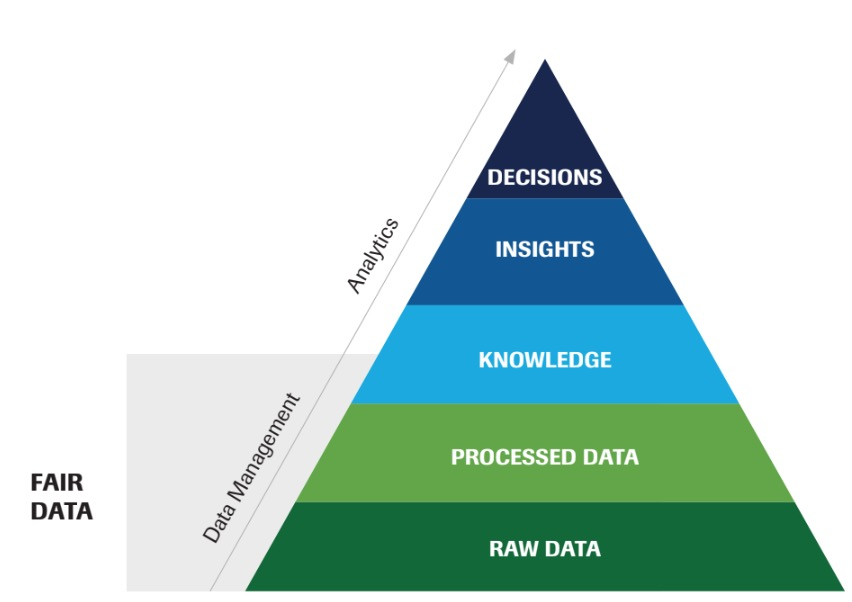 DECISIONS
INSIGHTS
Analytics
KNOWLEDGE
Data Management
PROCESSED DATA
FAIR
DATA
RAW DATA